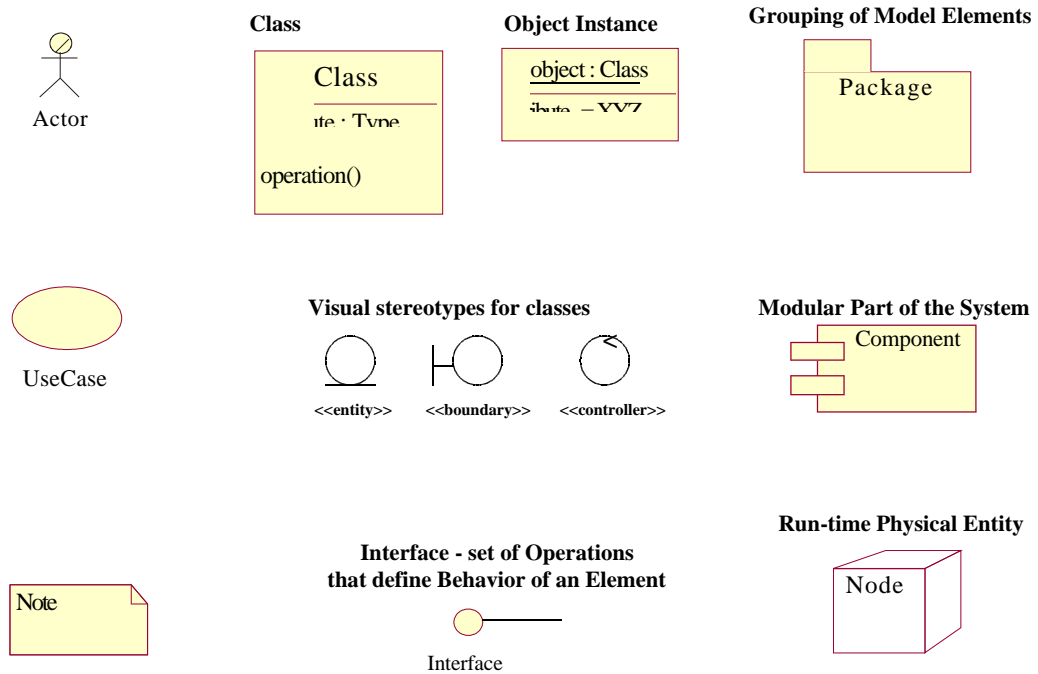 Class
Object Instance
Grouping of Model Elements
Actor
Class
: Type
operation()
object : Class
= XYZ
Package
UseCase
Visual stereotypes for classes
<<entity>>
<<boundary>>
<<controller>>
Modular Part of the System
Component
Note
Interface - set of Operations
that define Behavior of an Element
Interface
Run-time Physical Entity
Node